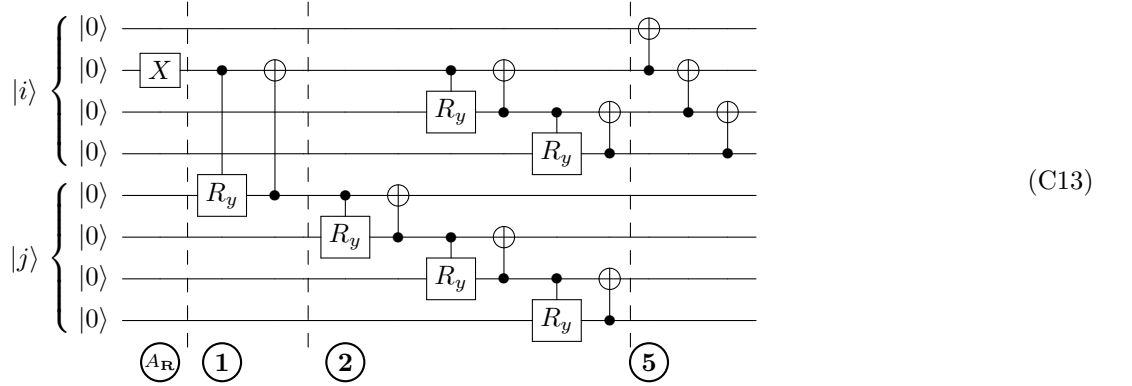 |0⟩
|0⟩ X
|i⟩
|0⟩ R_y
|0⟩ R_y
(C13)
|0⟩ R_y
|0⟩ R_y
|j⟩
|0⟩ R_y
|0⟩ R_y
A_R 1 2 5